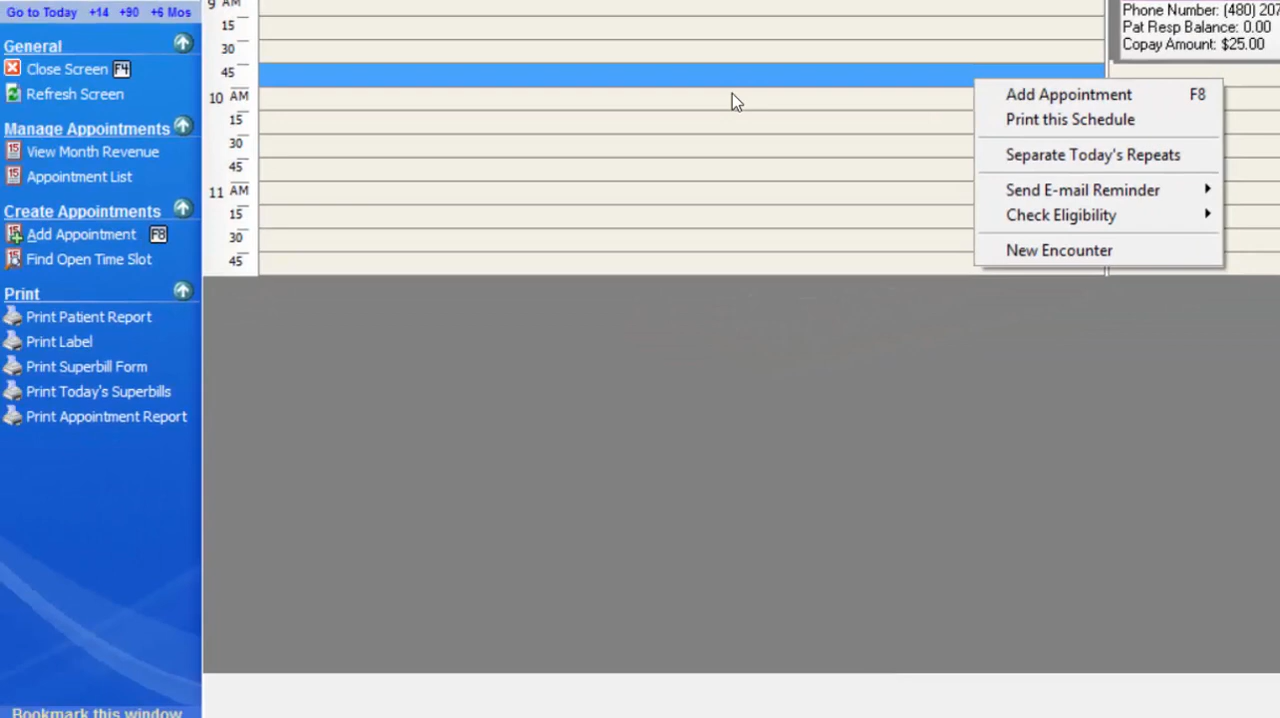 Go to Today +14 +90 +6 Mos
General
Close Screen F4
Refresh Screen
Manage Appointments
View Month Revenue
Appointment List
Create Appointments
Add Appointment F8
Find Open Time Slot
Print
Print Patient Report
Print Label
Print Superbill Form
Print Today's Superbills
Print Appointment Report
Bookmark this window
9 AM
15
30
45
10 AM
15
30
45
11 AM
15
30
45
Phone Number: (480) 207
Pat Resp Balance: 0.00
Copay Amount: $25.00
Add Appointment F8
Print this Schedule
Separate Today's Repeats
Send E-mail Reminder
Check Eligibility
New Encounter